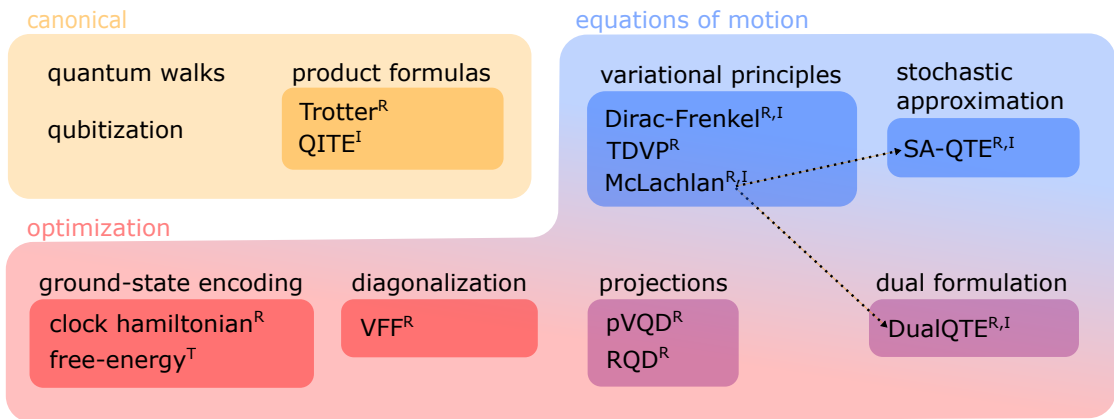 canonical
quantum walks
qubitization
product formulas
Trotterᴿ
QITEᴵ
equations of motion
variational principles
Dirac-Frenkelᴿ,ᴵ
TDVPᴿ
McLachlanᴿ,ᴵ
stochastic
approximation
SA-QTEᴿ,ᴵ
optimization
ground-state encoding
clock hamiltonianᴿ
free-energyᵀ
diagonalization
VFFᴿ
projections
pVQDᴿ
RQDᴿ
dual formulation
DualQTEᴿ,ᴵ